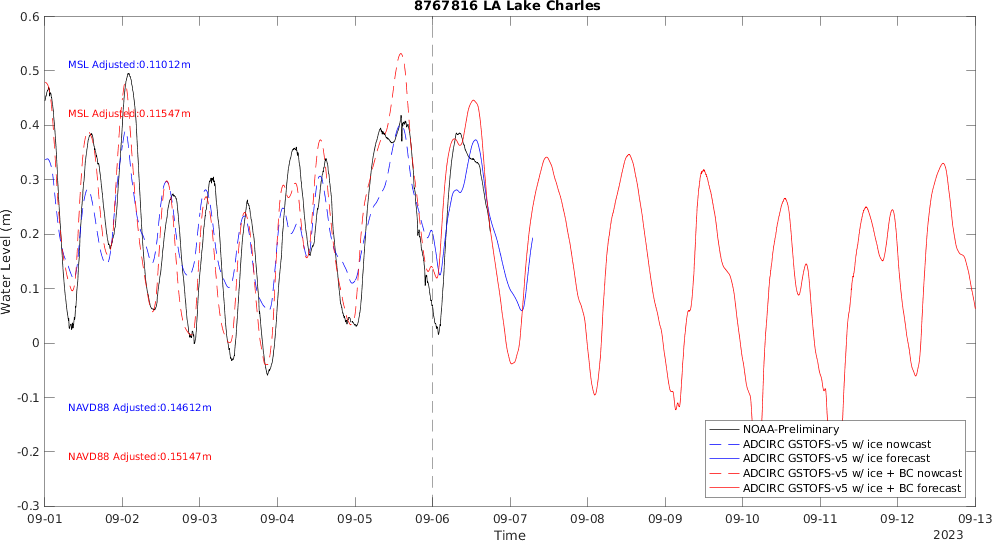 8767816 LA Lake Charles
0.6
0.5
0.4
0.3
0.2
0.1
0
-0.1
-0.2
-0.3
Water Level (m)
MSL Adjusted:0.11012m
MSL Adjusted:0.11547m
NAVD88 Adjusted:0.14612m
NAVD88 Adjusted:0.15147m
NOAA-Preliminary
ADCIRC GSTOFS-v5 w/ ice nowcast
ADCIRC GSTOFS-v5 w/ ice forecast
ADCIRC GSTOFS-v5 w/ ice + BC nowcast
ADCIRC GSTOFS-v5 w/ ice + BC forecast
09-01 09-02 09-03 09-04 09-05 09-06 09-07 09-08 09-09 09-10 09-11 09-12 09-13
Time
2023